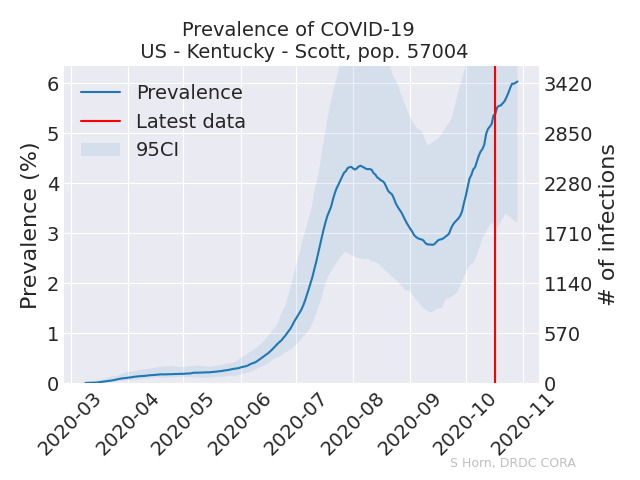 Prevalence of COVID-19
US - Kentucky - Scott, pop. 57004
Prevalence
Latest data
95CI
Prevalence (%)
6
5
4
3
2
1
0
3420
2850
2280
1710
1140
570
0
# of infections
2020-03
2020-04
2020-05
2020-06
2020-07
2020-08
2020-09
2020-10
2020-11
S Horn, DRDC CORA